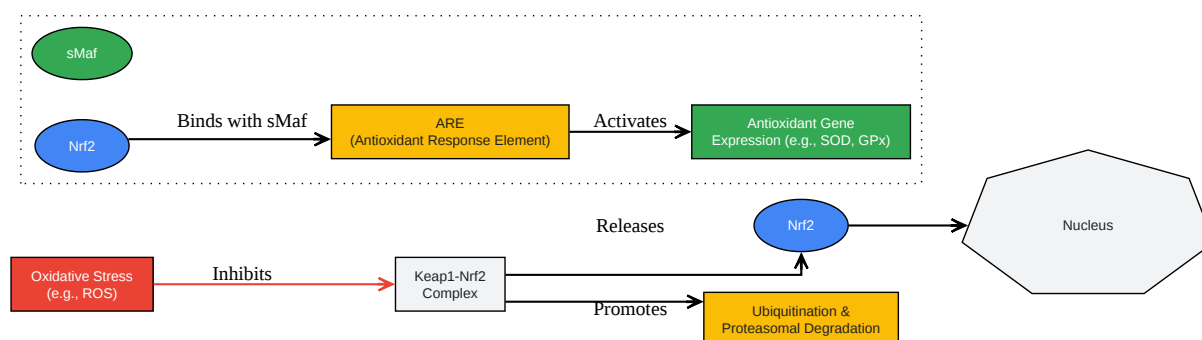 sMaf
Nrf2
Binds with sMaf
ARE
(Antioxidant Response Element)
Activates
Antioxidant Gene
Expression (e.g., SOD, GPx)
Releases
Nrf2
Nucleus
Oxidative Stress
(e.g., ROS)
Inhibits
Keap1-Nrf2
Complex
Promotes
Ubiquitination &
Proteasomal Degradation